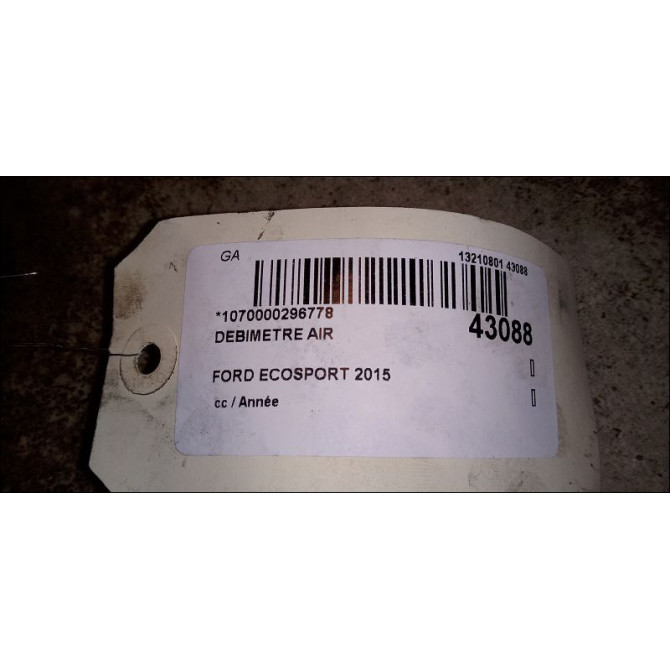 GA
13210801 43088
*1070000296778
43088
DEBIMETRE AIR
FORD ECOSPORT 2015
cc / Année